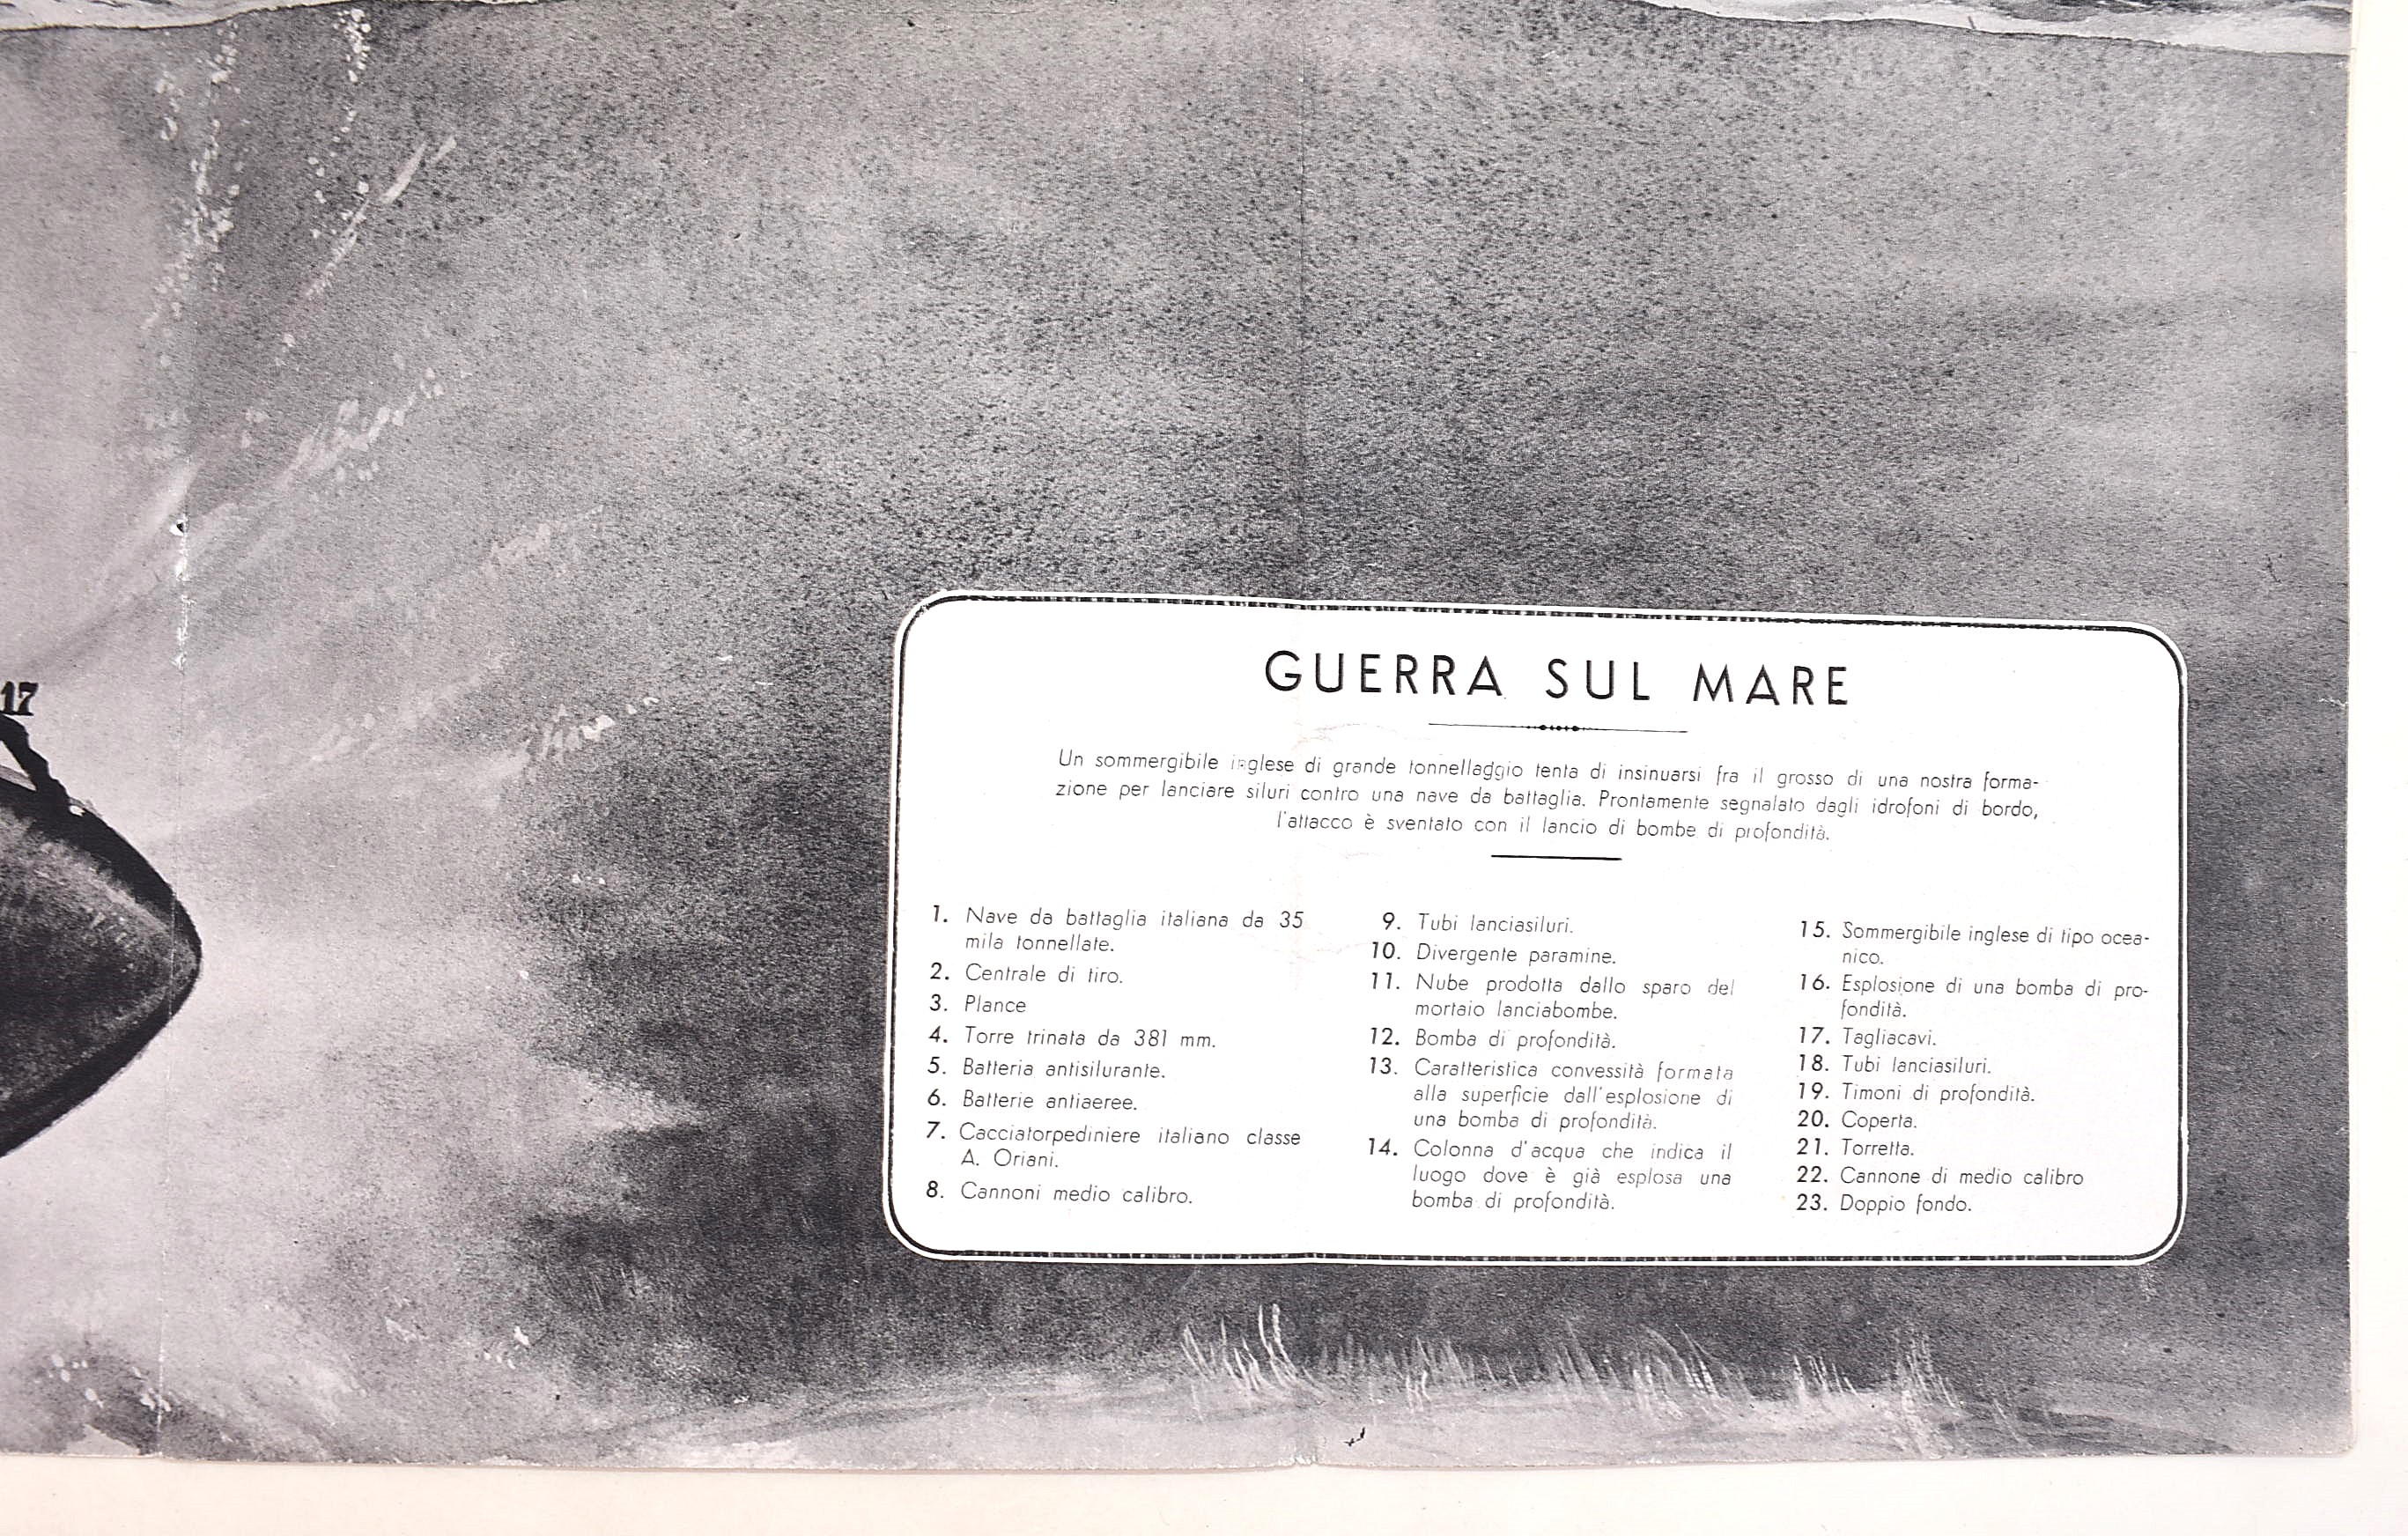 17
GUERRA SUL MARE
Un sommergibile inglese di grande tonnellaggio tenta di insinuarsi fra il grosso di una nostra forma-
zione per lanciare siluri contro una nave da battaglia. Prontamente segnalato dagli idrofoni di bordo,
l'attacco è sventato con il lancio di bombe di profondità.
1. Nave da battaglia italiana da 35
mila tonnellate.
2. Centrale di tiro.
3. Plance
4. Torre trinata da 381 mm.
5. Batteria antisilurante.
6. Batterie antiaeree.
7. Cacciatorpediniere italiano classe
A. Oriani.
8. Cannoni medio calibro.
9. Tubi lanciasiluri.
10. Divergente paramine.
11. Nube prodotta dallo sparo del
mortaio lanciabombe.
12. Bomba di profondità.
13. Caratteristica convessità formata
alla superficie dall'esplosione di
una bomba di profondità.
14. Colonna d'acqua che indica il
luogo dove è già esplosa una
bomba di profondità.
15. Sommergibile inglese di tipo ocea-
nico.
16. Esplosione di una bomba di pro-
fondità.
17. Tagliacavi.
18. Tubi lanciasiluri.
19. Timoni di profondità.
20. Coperta.
21. Torretta.
22. Cannone di medio calibro
23. Doppio fondo.